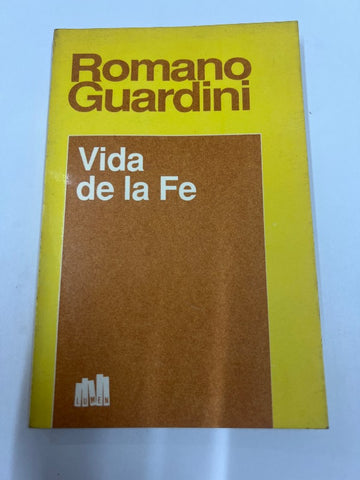 Romano
Guardini
Vida
de la Fe
LUMEN